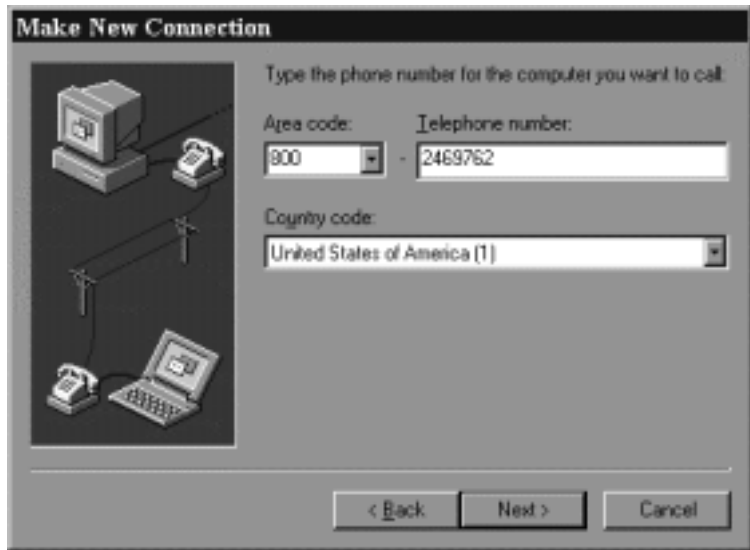 Make New Connection
Type the phone number for the computer you want to call:
Area code: Telephone number:
800 - 2469762
Country code:
United States of America (1)
< Back Next > Cancel